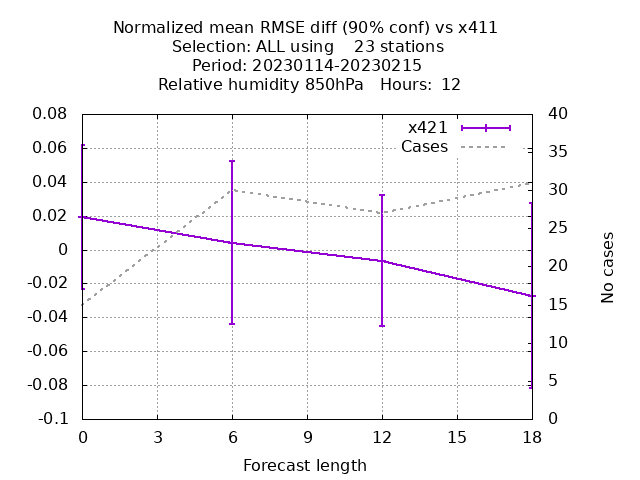 Normalized mean RMSE diff (90% conf) vs x411
Selection: ALL using    23 stations
Period: 20230114-20230215
Relative humidity 850hPa   Hours:  12
x421
Cases
0.08
0.06
0.04
0.02
0
-0.02
-0.04
-0.06
-0.08
-0.1
40
35
30
25
20
15
10
5
0
No cases
0 3 6 9 12 15 18
Forecast length